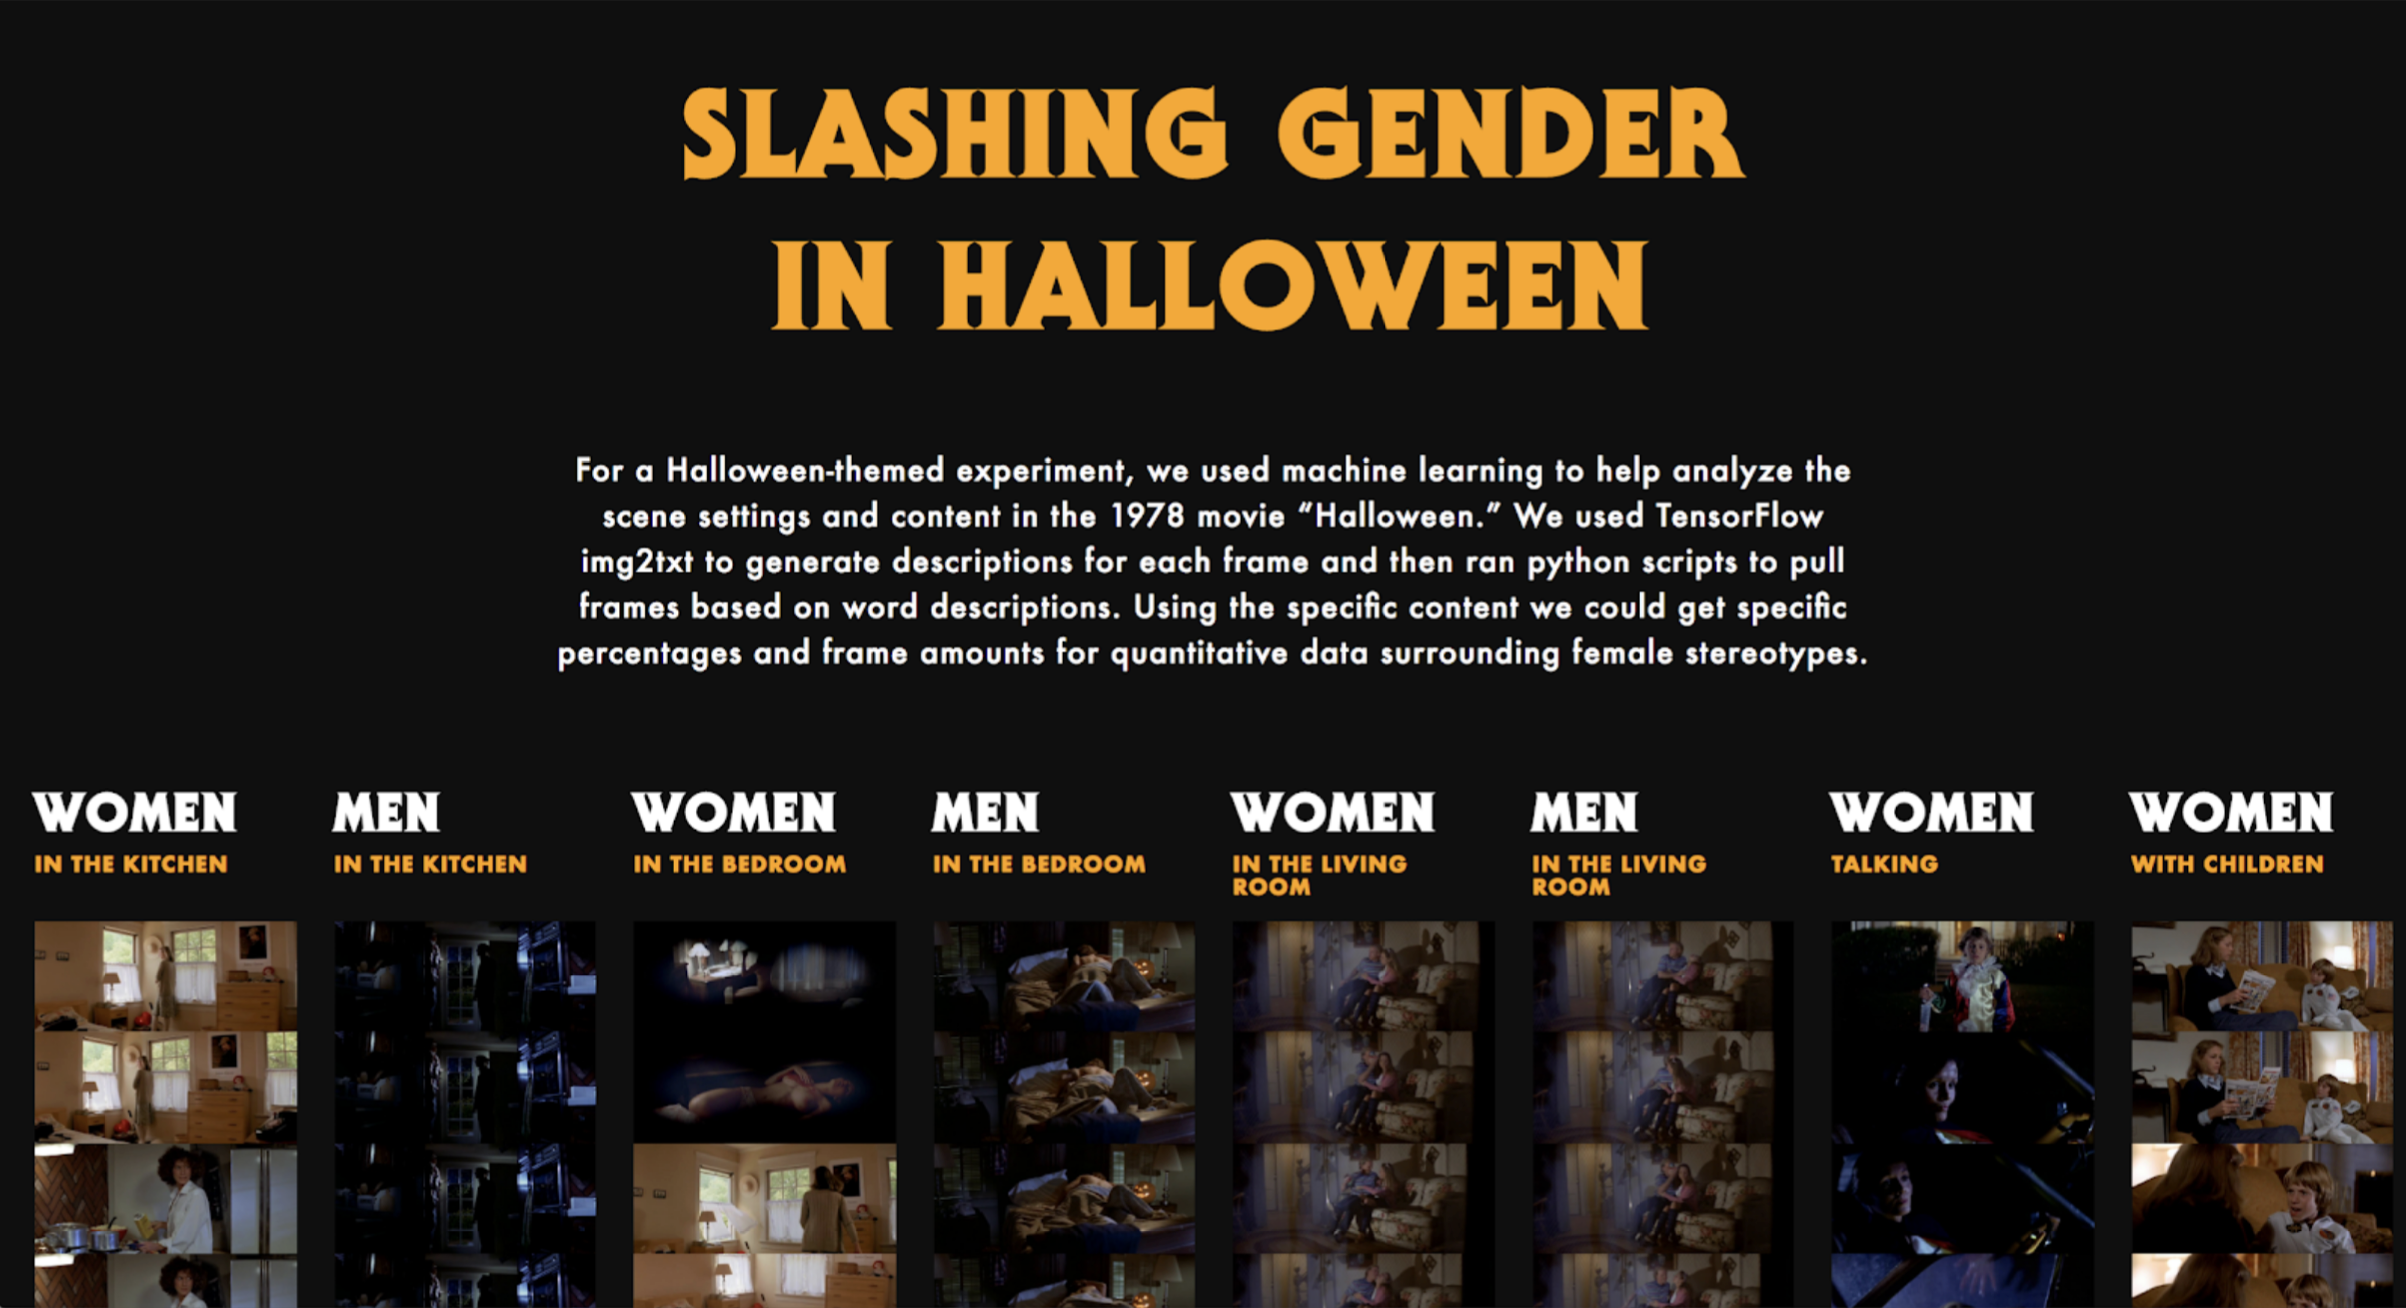 SLASHING GENDER
IN HALLOWEEN
For a Halloween-themed experiment, we used machine learning to help analyze the
scene settings and content in the 1978 movie “Halloween.” We used TensorFlow
img2txt to generate descriptions for each frame and then ran python scripts to pull
frames based on word descriptions. Using the specific content we could get specific
percentages and frame amounts for quantitative data surrounding female stereotypes.
WOMEN
IN THE KITCHEN
MEN
IN THE KITCHEN
WOMEN
IN THE BEDROOM
MEN
IN THE BEDROOM
WOMEN
IN THE LIVING
ROOM
MEN
IN THE LIVING
ROOM
WOMEN
TALKING
WOMEN
WITH CHILDREN